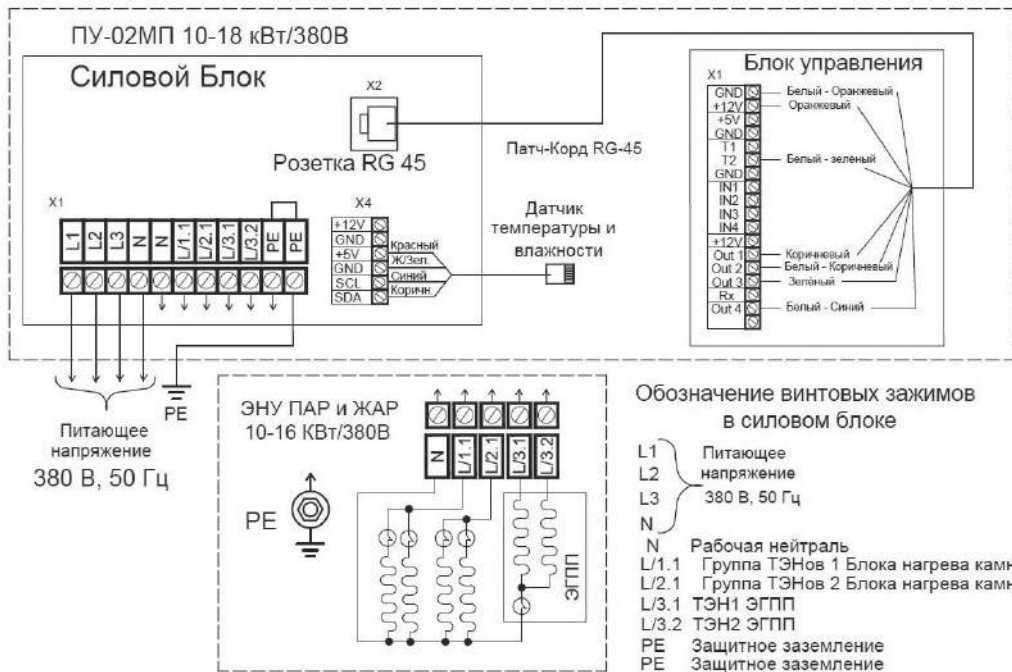 ПУ-02МП 10-18 кВт/380В
Силовой Блок
X2
Розетка RG 45
Патч-Корд RG-45
X1
L1
L2
L3
N
N
L/1.1
L/2.1
L/3.1
L/3.2
PE
PE
X4
+12V
GND
+5V
GND
SCL
SDA
Красный
Ж/Зел.
Синий
Коричн.
Датчик
температуры и
влажности
Блок управления
X1
GND
+12V
+5V
GND
T1
T2
GND
IN1
IN2
IN3
IN4
+12V
Out 1
Out 2
Out 3
Rx
Out 4
Белый - Оранжевый
Оранжевый
Белый - зелёный
Коричневый
Белый - Коричневый
Зелёный
Белый - Синий
PE
Питающее
напряжение
380 В, 50 Гц
ЭНУ ПАР и ЖАР
10-16 КВт/380В
PE
N
L/1.1
L/2.1
L/3.1
L/3.2
ЭГПП
Обозначение винтовых зажимов
в силовом блоке
L1
L2
L3
N
Питающее
напряжение
380 В, 50 Гц
N Рабочая нейтраль
L/1.1 Группа ТЭНов 1 Блока нагрева камн
L/2.1 Группа ТЭНов 2 Блока нагрева камн
L/3.1 ТЭН1 ЭГПП
L/3.2 ТЭН2 ЭГПП
PE Защитное заземление
PE Защитное заземление